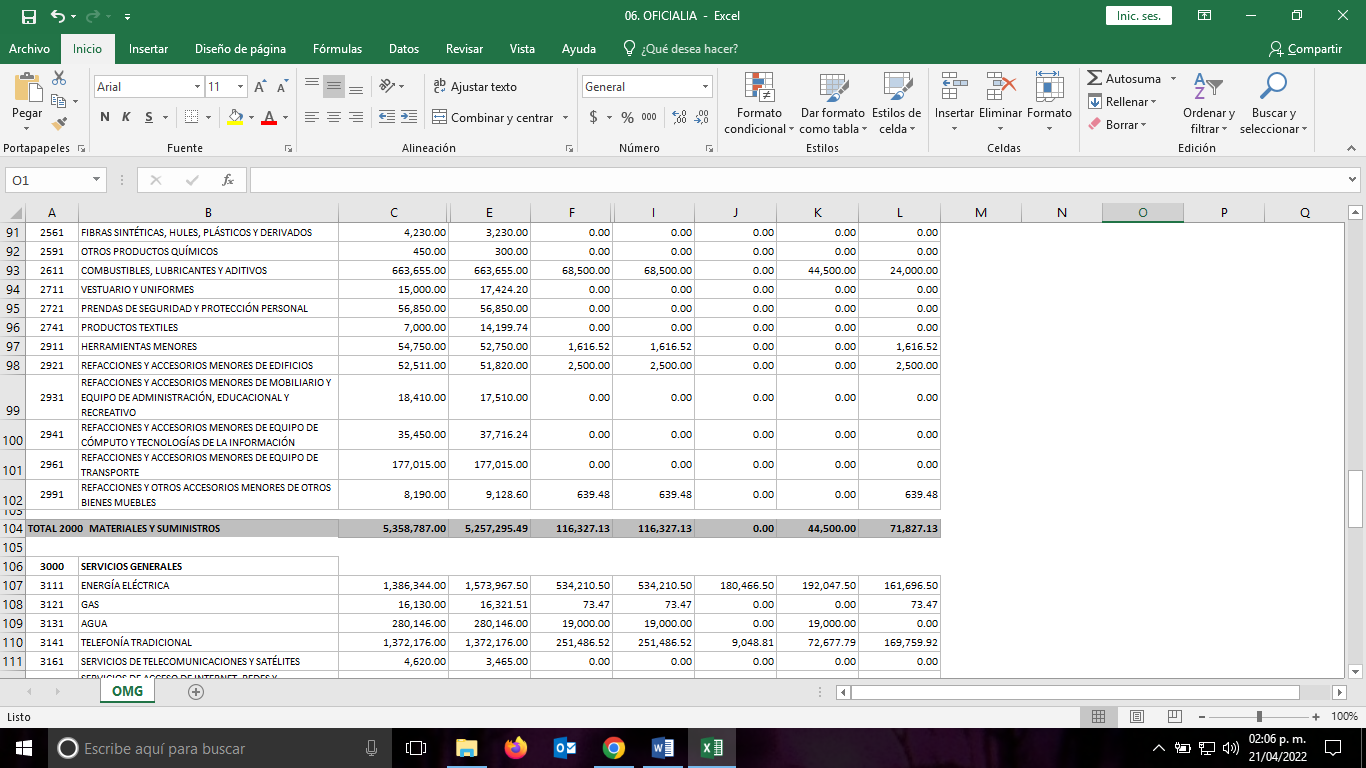 06. OFICIALIA - Excel
Inic. ses.
Archivo Inicio Insertar Diseño de página Fórmulas Datos Revisar Vista Ayuda ¿Qué desea hacer? Compartir
Arial 11 ab Ajustar texto General Autosuma
Pegar N K S Combinar y centrar $ % 000 Formato condicional Dar formato como tabla Estilos de celda Insertar Eliminar Formato Rellenar Borrar Ordenar y filtrar Buscar y seleccionar
Portapapeles Fuente Alineación Número Estilos Celdas Edición
O1 fx
A B C E F I J K L M N O P Q
91 2561 FIBRAS SINTÉTICAS, HULES, PLÁSTICOS Y DERIVADOS 4,230.00 3,230.00 0.00 0.00 0.00 0.00 0.00
92 2591 OTROS PRODUCTOS QUÍMICOS 450.00 300.00 0.00 0.00 0.00 0.00 0.00
93 2611 COMBUSTIBLES, LUBRICANTES Y ADITIVOS 663,655.00 663,655.00 68,500.00 68,500.00 0.00 44,500.00 24,000.00
94 2711 VESTUARIO Y UNIFORMES 15,000.00 17,424.20 0.00 0.00 0.00 0.00 0.00
95 2721 PRENDAS DE SEGURIDAD Y PROTECCIÓN PERSONAL 56,850.00 56,850.00 0.00 0.00 0.00 0.00 0.00
96 2741 PRODUCTOS TEXTILES 7,000.00 14,199.74 0.00 0.00 0.00 0.00 0.00
97 2911 HERRAMIENTAS MENORES 54,750.00 52,750.00 1,616.52 1,616.52 0.00 0.00 1,616.52
98 2921 REFACCIONES Y ACCESORIOS MENORES DE EDIFICIOS 52,511.00 51,820.00 2,500.00 2,500.00 0.00 0.00 2,500.00
REFACCIONES Y ACCESORIOS MENORES DE MOBILIARIO Y
99 2931 EQUIPO DE ADMINISTRACIÓN, EDUCACIONAL Y 18,410.00 17,510.00 0.00 0.00 0.00 0.00 0.00
RECREATIVO
100 2941 REFACCIONES Y ACCESORIOS MENORES DE EQUIPO DE 35,450.00 37,716.24 0.00 0.00 0.00 0.00 0.00
CÓMPUTO Y TECNOLOGÍAS DE LA INFORMACIÓN
101 2961 REFACCIONES Y ACCESORIOS MENORES DE EQUIPO DE 177,015.00 177,015.00 0.00 0.00 0.00 0.00 0.00
TRANSPORTE
102 2991 REFACCIONES Y OTROS ACCESORIOS MENORES DE OTROS 8,190.00 9,128.60 639.48 639.48 0.00 0.00 639.48
BIENES MUEBLES
103
104 TOTAL 2000 MATERIALES Y SUMINISTROS 5,358,787.00 5,257,295.49 116,327.13 116,327.13 0.00 44,500.00 71,827.13
105
106 3000 SERVICIOS GENERALES
107 3111 ENERGÍA ELÉCTRICA 1,386,344.00 1,573,967.50 534,210.50 534,210.50 180,466.50 192,047.50 161,696.50
108 3121 GAS 16,130.00 16,321.51 73.47 73.47 0.00 0.00 73.47
109 3131 AGUA 280,146.00 280,146.00 19,000.00 19,000.00 0.00 19,000.00 0.00
110 3141 TELEFONÍA TRADICIONAL 1,372,176.00 1,372,176.00 251,486.52 251,486.52 9,048.81 72,677.79 169,759.92
111 3161 SERVICIOS DE TELECOMUNICACIONES Y SATÉLITES 4,620.00 3,465.00 0.00 0.00 0.00 0.00 0.00
SERVICIOS DE ACCESO DE INTERNET, REDES Y
OMG
Listo 100%
Escribe aquí para buscar
02:06 p. m.
21/04/2022